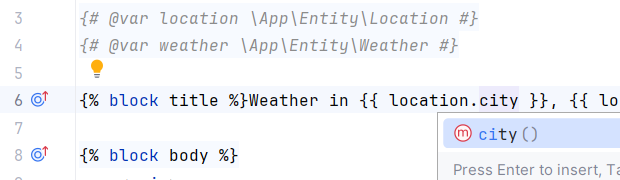 3 {# @var location \App\Entity\Location #}
4 {# @var weather \App\Entity\Weather #}
5
6 {% block title %}Weather in {{ location.city }}, {{ lo
m city()
7
8 {% block body %}
Press Enter to insert, Ta